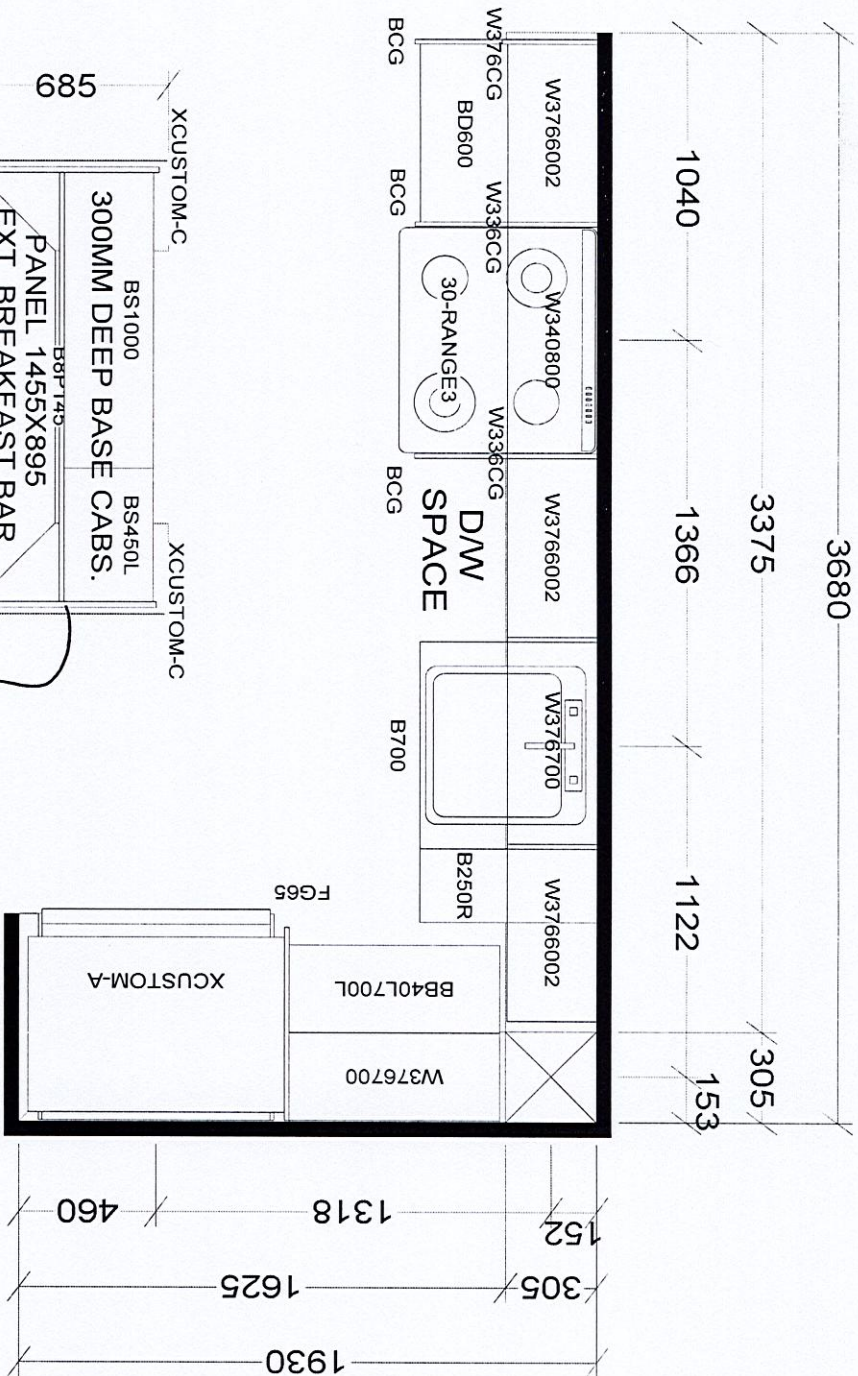 3680
3375
305
1040
1366
1122
153
W3766002
W340800
W3766002
W376700
W3766002
W376CG
W336CG
W336CG
BD600
30-RANGE3
D/W
SPACE
B250R
BCG
BCG
BCG
B700
FG65
XCUSTOM-A
BB40L700L
W376700
152
1318
460
305
1625
1930
685
XCUSTOM-C
XCUSTOM-C
BS1000
BS450L
300MM DEEP BASE CABS.
PANEL 1455X895
EXT. BREAKFAST BAR